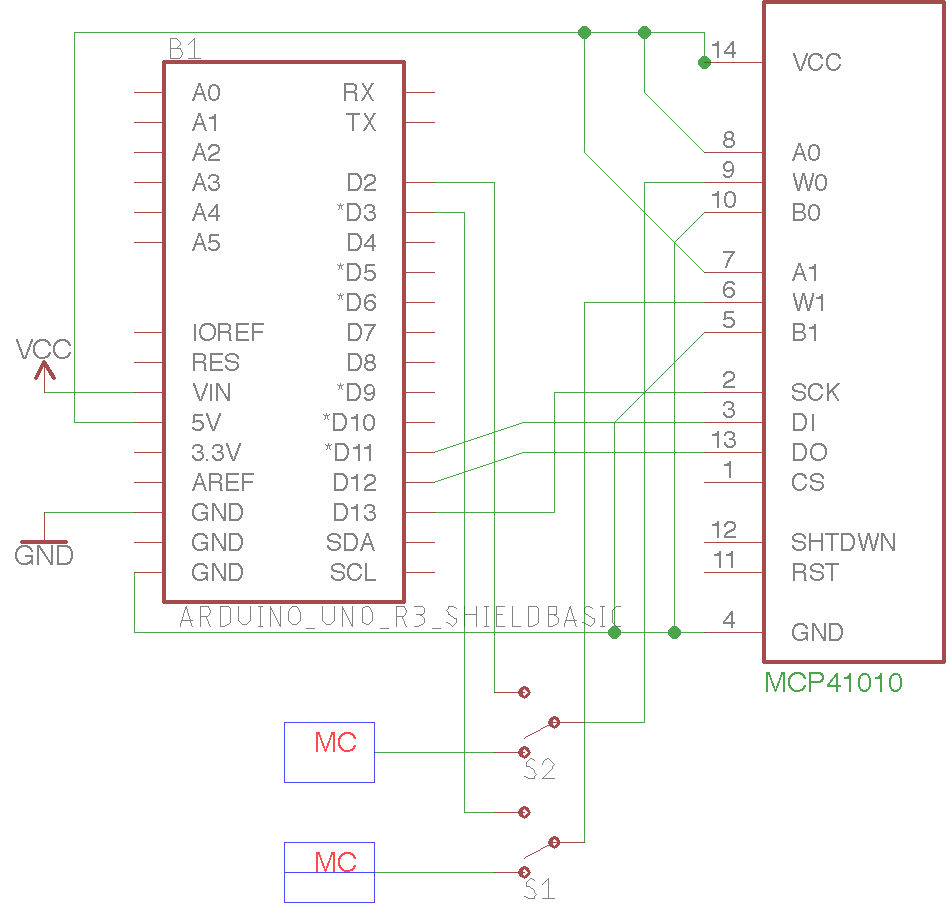 B1
A0
A1
A2
A3
A4
A5
IOREF
RES
VIN
5V
3.3V
AREF
GND
GND
GND
RX
TX
D2
*D3
D4
*D5
*D6
D7
D8
*D9
*D10
*D11
D12
D13
SDA
SCL
VCC
GND
ARDUINO_UNO_R3_SHIELDBASIC
14 VCC
8 A0
9 W0
10 B0
7 A1
6 W1
5 B1
2 SCK
3 DI
13 DO
1 CS
12 SHTDWN
11 RST
4 GND
MCP41010
MC
S2
MC
S1